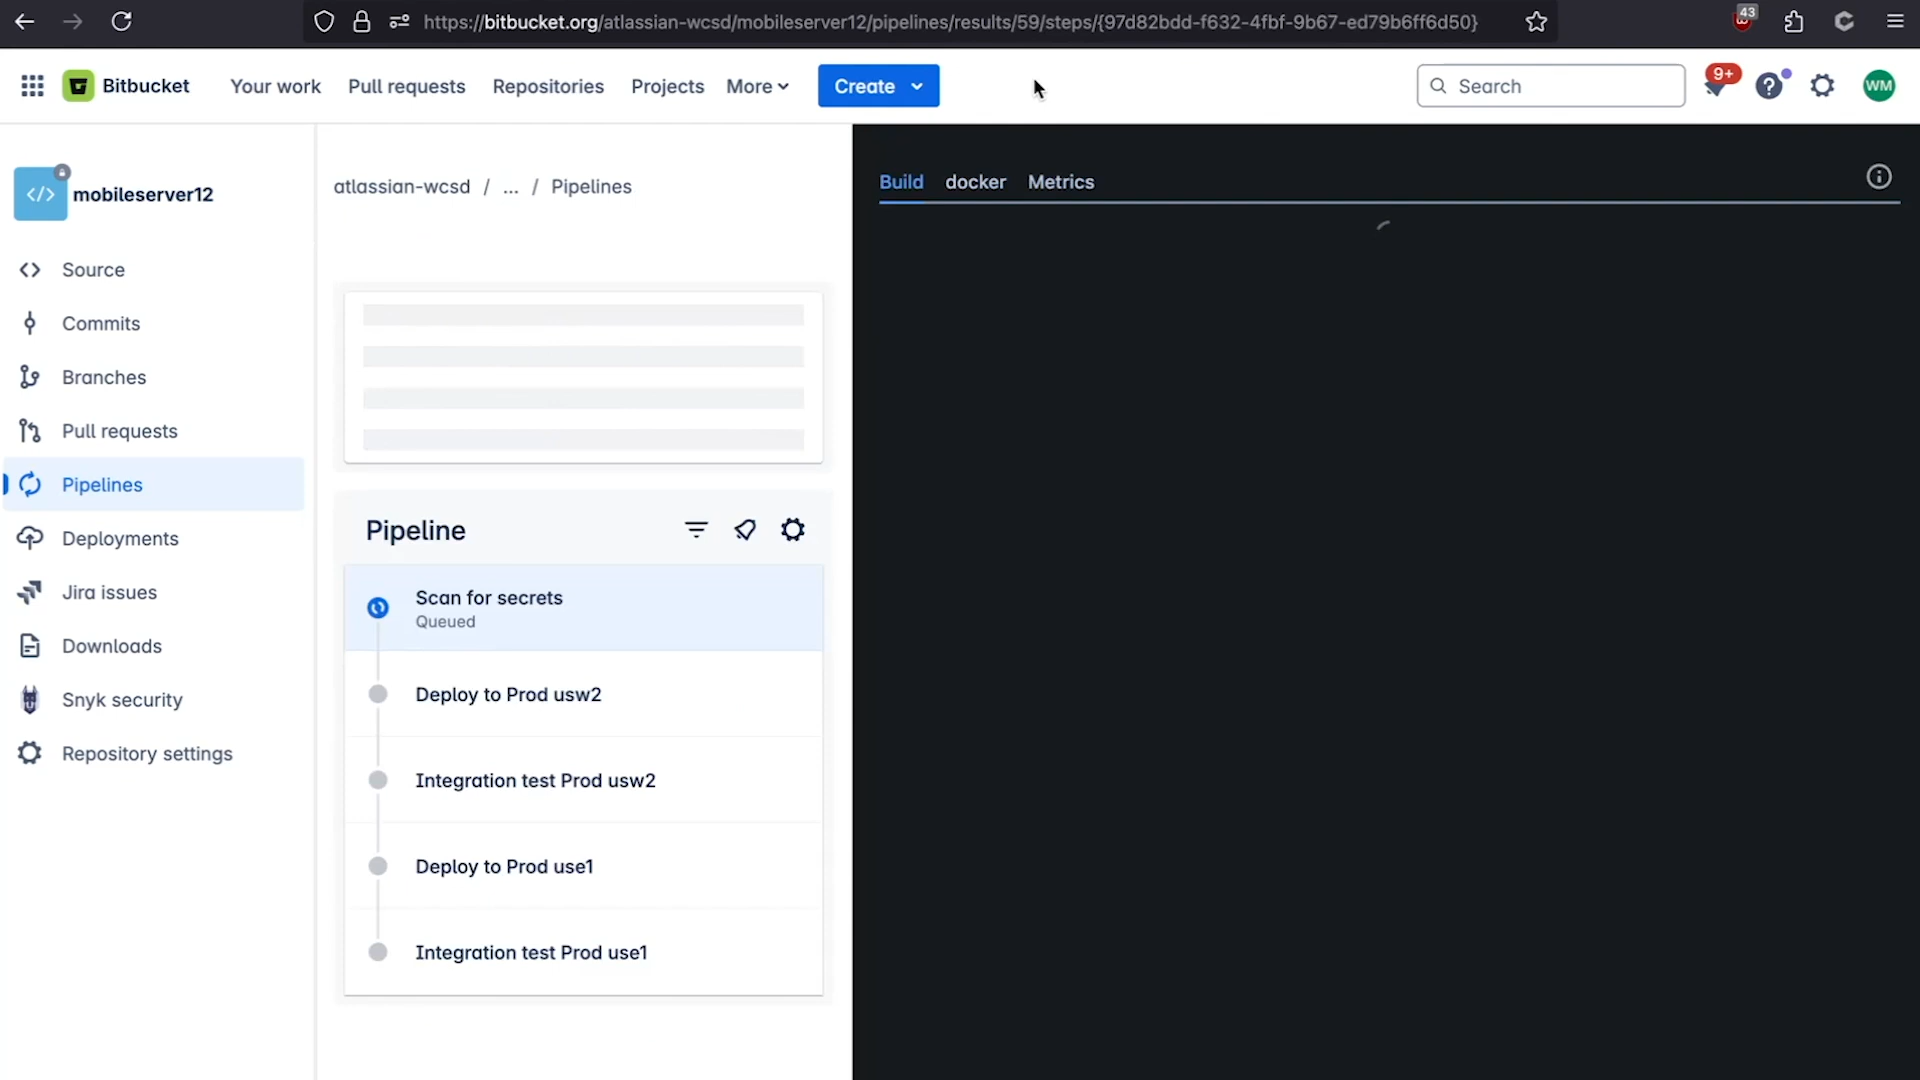 https://bitbucket.org/atlassian-wcsd/mobileserver12/pipelines/results/59/steps/{97d82bdd-f632-4fbf-9b67-ed79b6ff6d50}
43
Bitbucket
Your work
Pull requests
Repositories
Projects
More
Create
Search
9+
WM
mobileserver12
Source
Commits
Branches
Pull requests
Pipelines
Deployments
Jira issues
Downloads
Snyk security
Repository settings
atlassian-wcsd / ... / Pipelines
Pipeline
Scan for secrets
Queued
Deploy to Prod usw2
Integration test Prod usw2
Deploy to Prod use1
Integration test Prod use1
Build
docker
Metrics